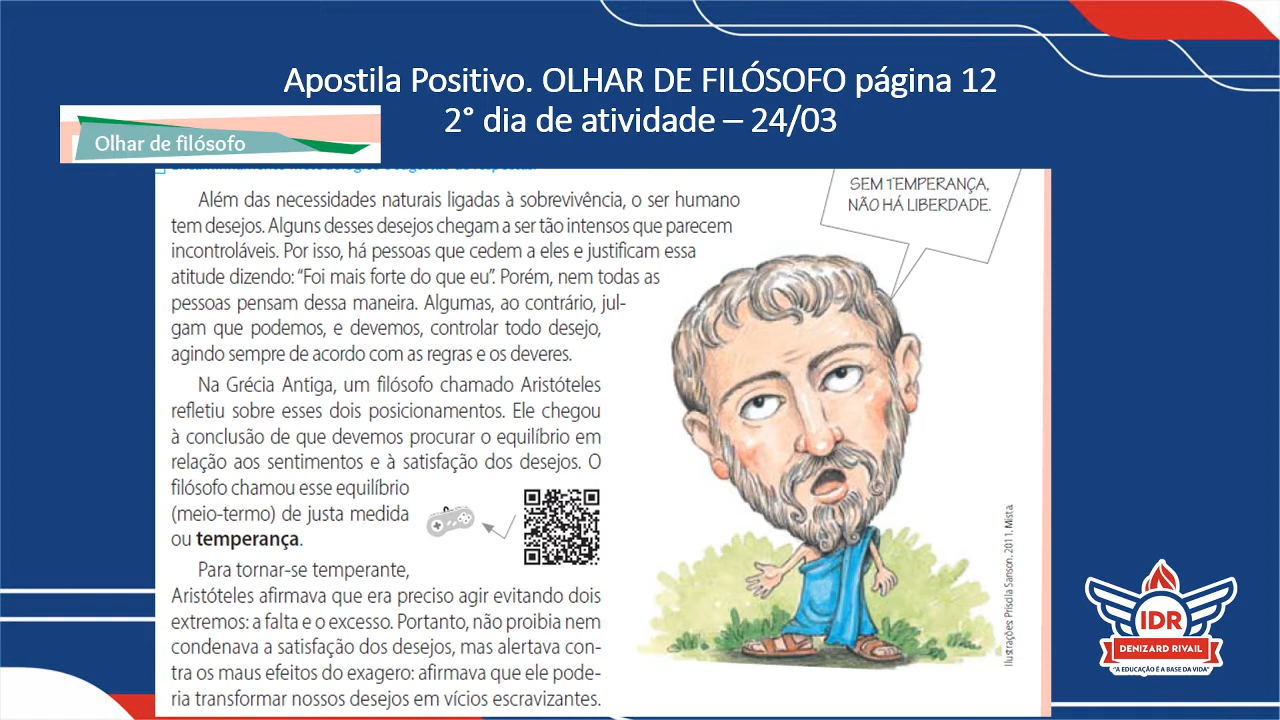 Apostila Positivo. OLHAR DE FILÓSOFO página 12
2° dia de atividade – 24/03
Olhar de filósofo
SEM TEMPERANÇA,
NÃO HÁ LIBERDADE.
Além das necessidades naturais ligadas à sobrevivência, o ser humano
tem desejos. Alguns desses desejos chegam a ser tão intensos que parecem
incontroláveis. Por isso, há pessoas que cedem a eles e justificam essa
atitude dizendo: “Foi mais forte do que eu”. Porém, nem todas as
pessoas pensam dessa maneira. Algumas, ao contrário, jul-
gam que podemos, e devemos, controlar todo desejo,
agindo sempre de acordo com as regras e os deveres.
Na Grécia Antiga, um filósofo chamado Aristóteles
refletiu sobre esses dois posicionamentos. Ele chegou
à conclusão de que devemos procurar o equilíbrio em
relação aos sentimentos e à satisfação dos desejos. O
filósofo chamou esse equilíbrio
(meio-termo) de justa medida
ou temperança.
Para tornar-se temperante,
Aristóteles afirmava que era preciso agir evitando dois
extremos: a falta e o excesso. Portanto, não proibia nem
condenava a satisfação dos desejos, mas alertava con-
tra os maus efeitos do exagero, afirmava que ele pode-
ria transformar nossos desejos em vícios escravizantes.
Ilustrações: Priscila Sanson. 2011. Mista.
IDR
DENIZARD RIVAIL
"A EDUCAÇÃO É A BASE DA VIDA"